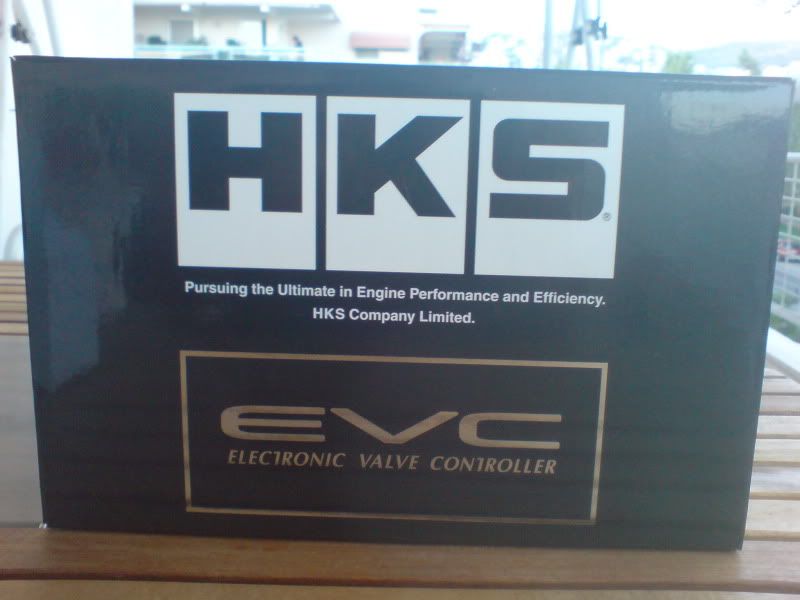 HKS®
Pursuing the Ultimate in Engine Performance and Efficiency.
HKS Company Limited.
EVC
ELECTRONIC VALVE CONTROLLER